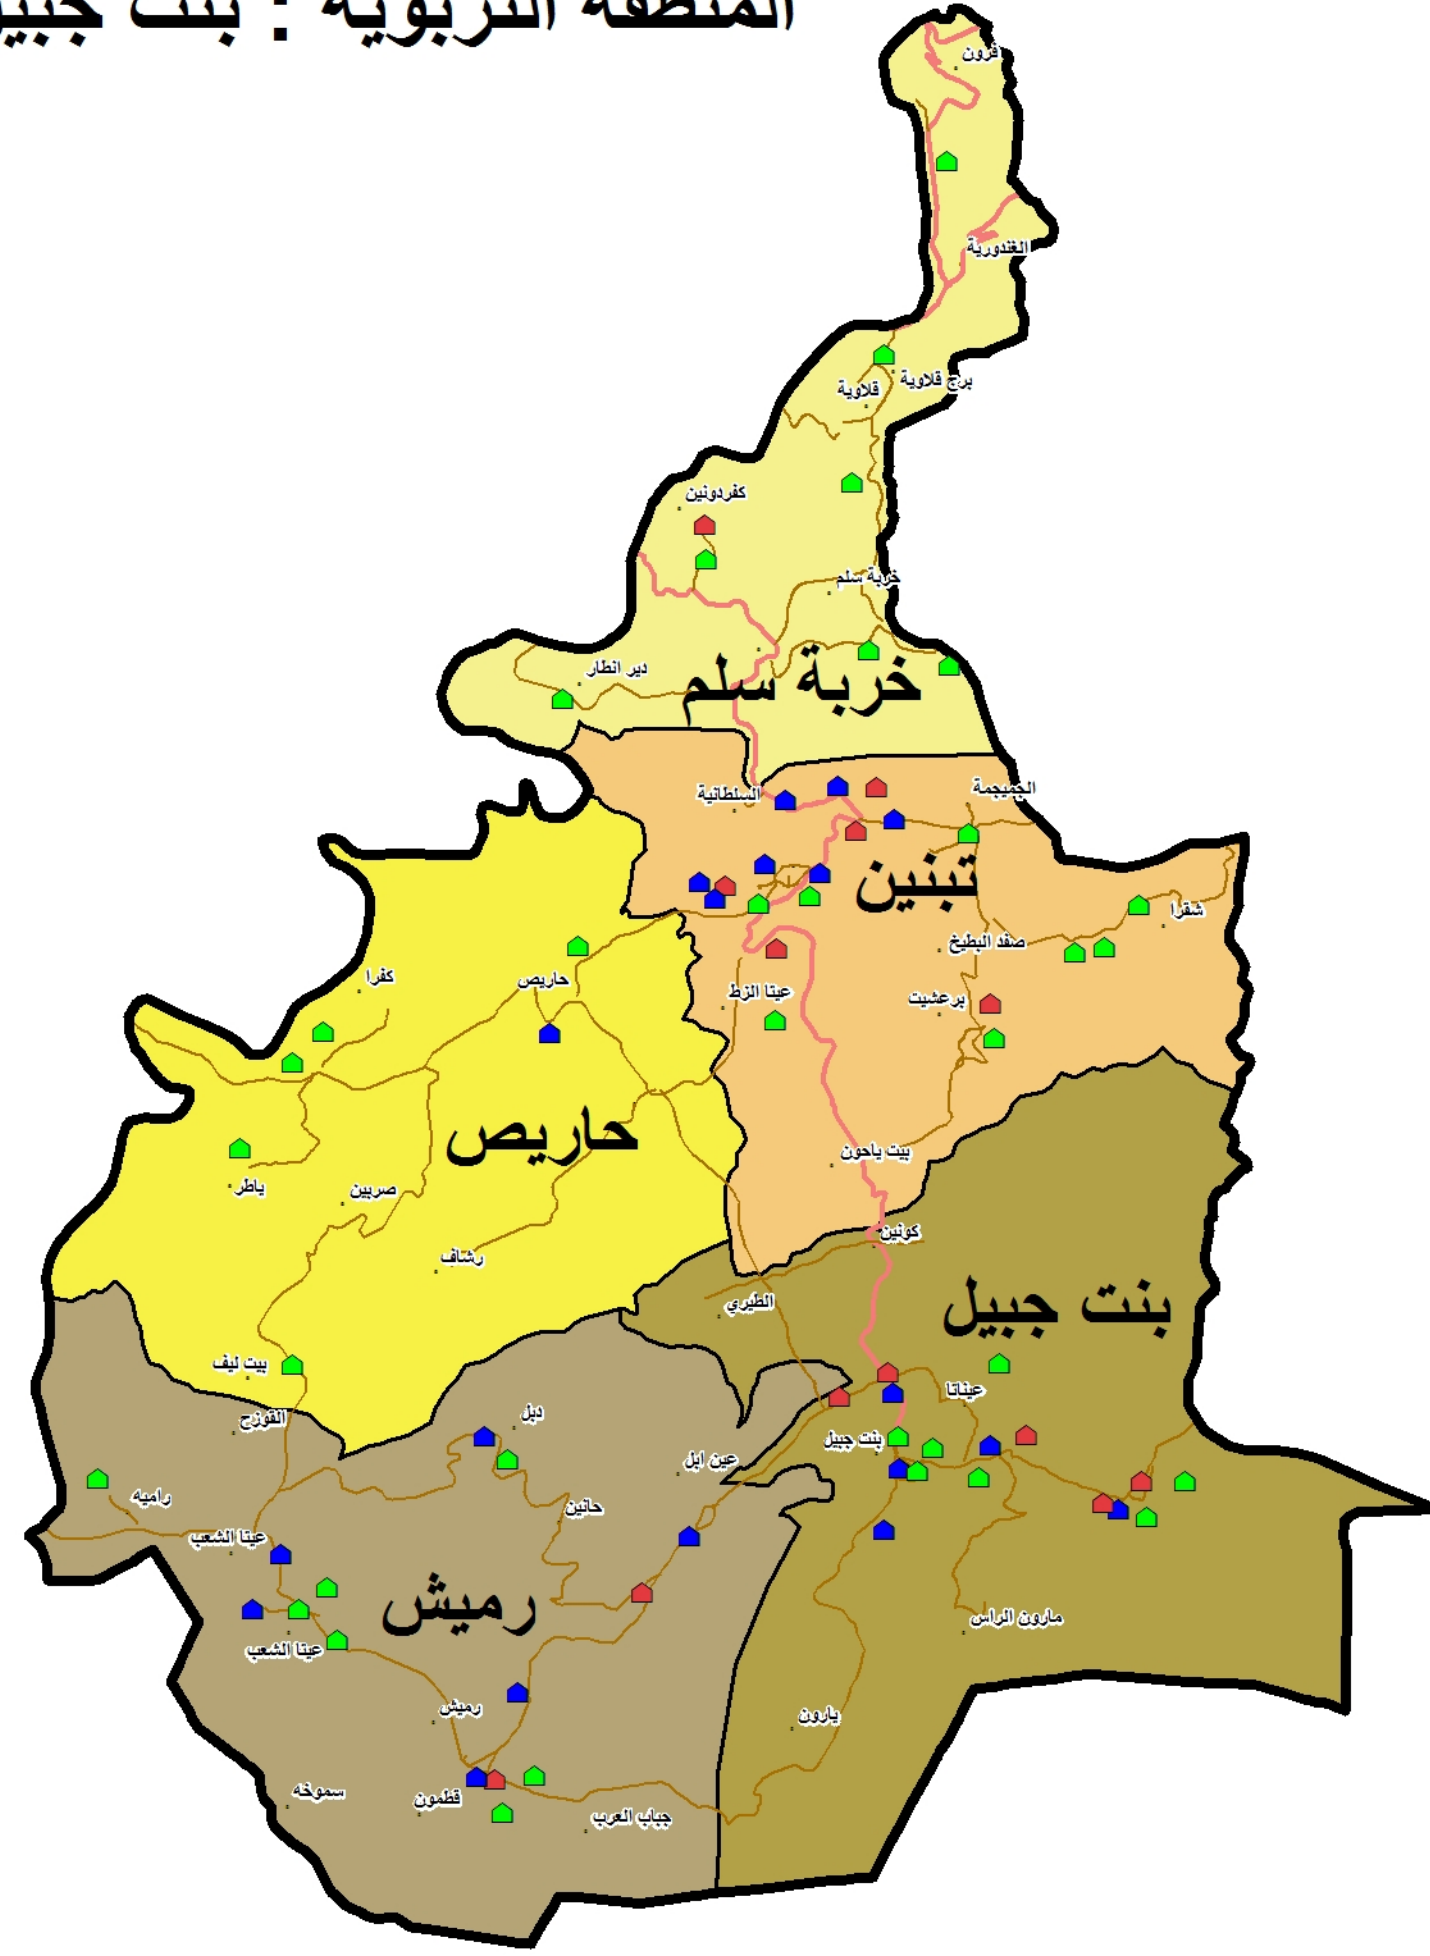 المنطقة التربوية : بنت جبيل
فرون
الغندورية
برج قلاوية
قلاوية
كفردونين
خربة سلم
دير انطار
خربة سلم
السلطانية
الجميجمة
تبنين
شقرا
صفد البطيخ
برعشيت
عيتا الزط
حاريص
كفرا
حاريص
بيت ياحون
ياطر
صربين
رشاف
كونين
الطيري
بنت جبيل
بيت ليف
عيناتا
القوزح
دبل
بنت جبيل
عين ابل
راميه
حانين
عيتا الشعب
رميش
عيتا الشعب
مارون الراس
رميش
يارون
سموخه
قطمون
جباب العرب